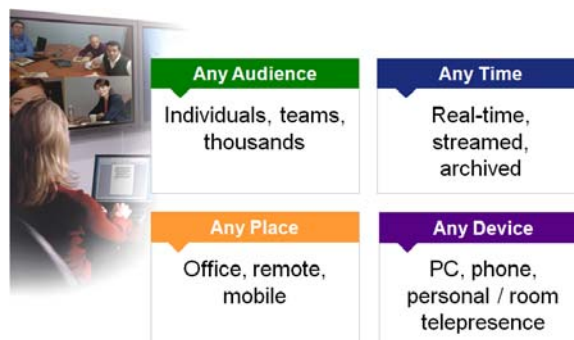 Any Audience
Individuals, teams,
thousands
Any Time
Real-time,
streamed,
archived
Any Place
Office, remote,
mobile
Any Device
PC, phone,
personal / room
telepresence